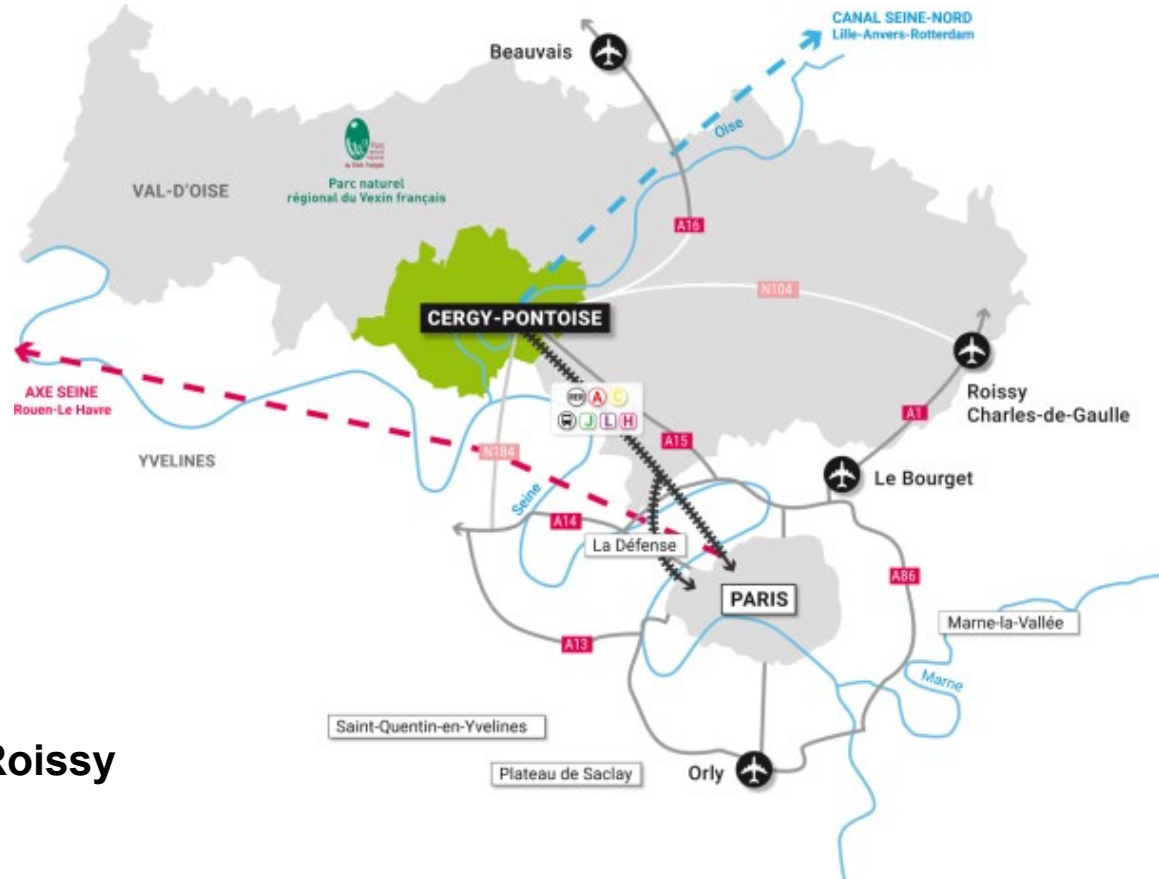 CANAL SEINE-NORD
Lille-Anvers-Rotterdam
Beauvais
Oise
VAL-D'OISE
Parc naturel
régional du Vexin français
A16
N104
CERGY-PONTOISE
AXE SEINE
Rouen-Le Havre
RER A C
J L H
Roissy
Charles-de-Gaulle
A1
A15
YVELINES
N184
Le Bourget
Seine
A14
La Défense
A86
PARIS
Marne-la-Vallée
A13
Marne
Saint-Quentin-en-Yvelines
Roissy
Plateau de Saclay
Orly